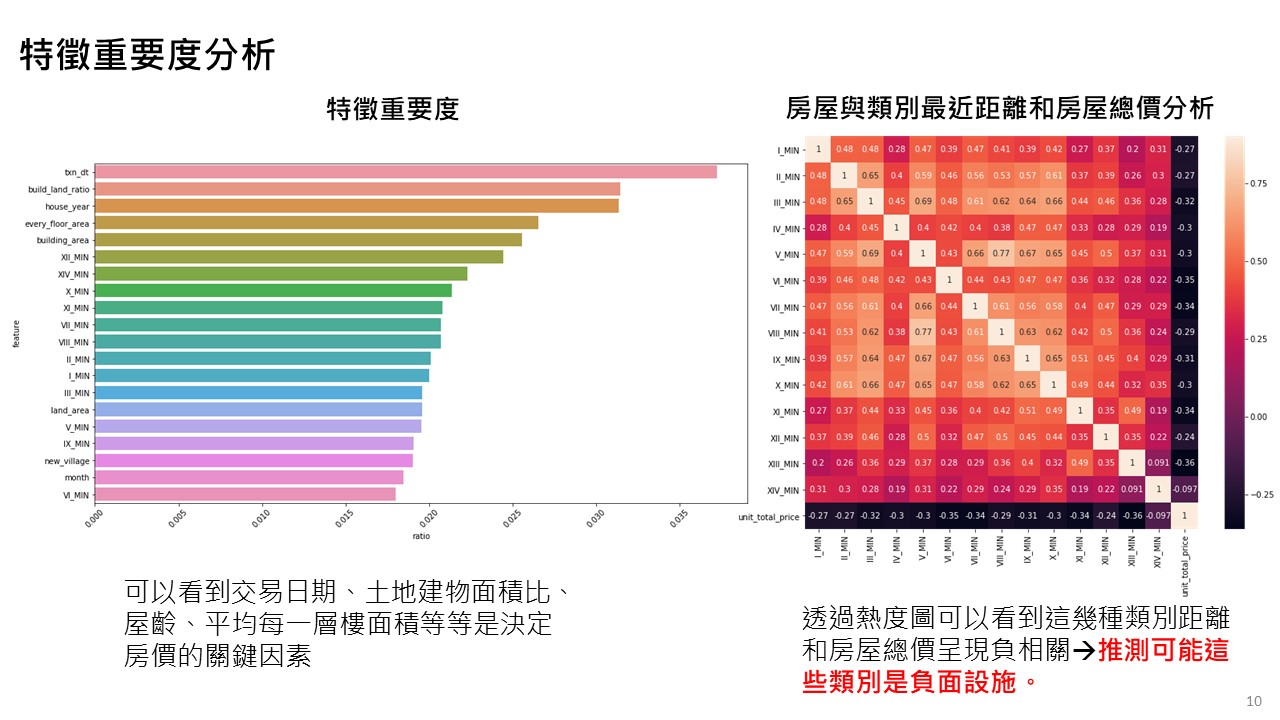 特徵重要度分析
特徵重要度
房屋與類別最近距離和房屋總價分析
txn_dt
build_land_ratio
house_year
every_floor_area
building_area
XII_MIN
XIV_MIN
X_MIN
XI_MIN
VII_MIN
VIII_MIN
II_MIN
I_MIN
III_MIN
land_area
V_MIN
IX_MIN
new_village
month
VI_MIN
feature
0.000 0.005 0.010 0.015 0.020 0.025 0.030 0.035
ratio
I_MIN 1 0.48 0.48 0.28 0.47 0.39 0.47 0.41 0.39 0.42 0.27 0.37 0.2 0.31 -0.27
II_MIN 0.48 1 0.65 0.4 0.59 0.46 0.56 0.53 0.57 0.61 0.37 0.39 0.26 0.3 -0.27
III_MIN 0.48 0.65 1 0.45 0.69 0.48 0.61 0.62 0.64 0.66 0.44 0.46 0.36 0.28 -0.32
IV_MIN 0.28 0.4 0.45 1 0.4 0.42 0.4 0.38 0.47 0.47 0.33 0.28 0.29 0.19 -0.3
V_MIN 0.47 0.59 0.69 0.4 1 0.43 0.66 0.77 0.67 0.65 0.45 0.5 0.37 0.31 -0.3
VI_MIN 0.39 0.46 0.48 0.42 0.43 1 0.44 0.43 0.47 0.47 0.36 0.32 0.28 0.22 -0.35
VII_MIN 0.47 0.56 0.61 0.4 0.66 0.44 1 0.61 0.56 0.58 0.4 0.47 0.29 0.29 -0.34
VIII_MIN 0.41 0.53 0.62 0.38 0.77 0.43 0.61 1 0.63 0.62 0.42 0.5 0.36 0.24 -0.29
IX_MIN 0.39 0.57 0.64 0.47 0.67 0.47 0.56 0.63 1 0.65 0.51 0.45 0.4 0.29 -0.31
X_MIN 0.42 0.61 0.66 0.47 0.65 0.47 0.58 0.62 0.65 1 0.49 0.44 0.32 0.35 -0.3
XI_MIN 0.27 0.37 0.44 0.33 0.45 0.36 0.4 0.42 0.51 0.49 1 0.35 0.49 0.19 -0.34
XII_MIN 0.37 0.39 0.46 0.28 0.5 0.32 0.47 0.5 0.45 0.44 0.35 1 0.35 0.22 -0.24
XIII_MIN 0.2 0.26 0.36 0.29 0.37 0.28 0.29 0.36 0.4 0.32 0.49 0.35 1 0.091 -0.36
XIV_MIN 0.31 0.3 0.28 0.19 0.31 0.22 0.29 0.24 0.29 0.35 0.19 0.22 0.091 1 -0.097
unit_total_price -0.27 -0.27 -0.32 -0.3 -0.3 -0.35 -0.34 -0.29 -0.31 -0.3 -0.34 -0.24 -0.36 -0.097 1
I_MIN II_MIN III_MIN IV_MIN V_MIN VI_MIN VII_MIN VIII_MIN IX_MIN X_MIN XI_MIN XII_MIN XIII_MIN XIV_MIN unit_total_price
0.75
0.50
0.25
0.00
-0.25
可以看到交易日期、土地建物面積比、
屋齡、平均每一層樓面積等等是決定
房價的關鍵因素
透過熱度圖可以看到這幾種類別距離
和房屋總價呈現負相關→推測可能這
些類別是負面設施。
10